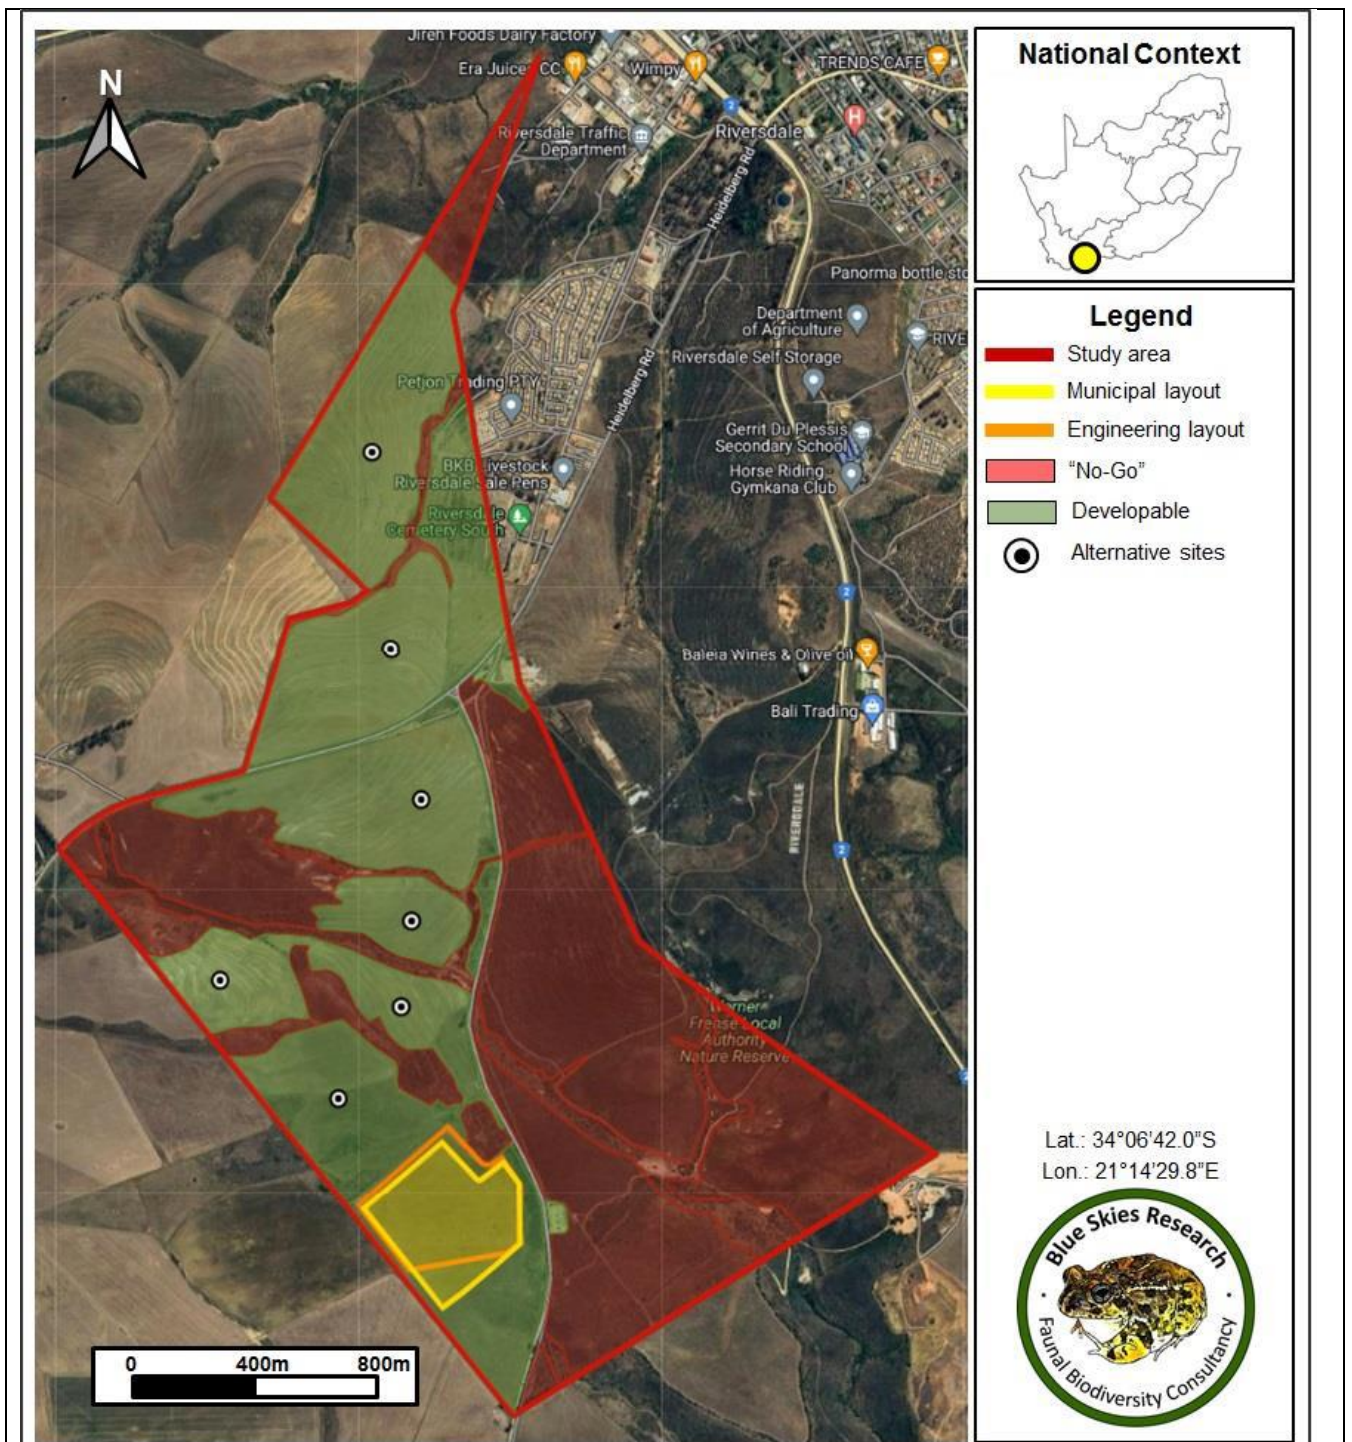 N
Jireh Foods Dairy Factory
Era Juice CC
Wimpy
TRENDS CAFE
2
H
Riversdale Traffic
Department
Riversdale
Heidelberg Rd
Panorma bottle sto
Department
of Agriculture
RIVE
Riversdale Self Storage
Heidelberg Rd
Petjon Trading PTY
Gerrit Du Plessis
Secondary School
BKB Livestock
Riversdale Sale Pens
Horse Riding -
Gymkana Club
Riversdale
Cemetery South
2
Baleia Wines & Olive oil
Bali Trading
RIVERSDALE
2
Werner
Frehse Local
Authority
Nature Reserve
2
0 400m 800m
National Context
Legend
Study area
Municipal layout
Engineering layout
“No-Go”
Developable
Alternative sites
Lat.: 34°06’42.0”S
Lon.: 21°14’29.8”E
Blue Skies Research
Faunal Biodiversity Consultancy